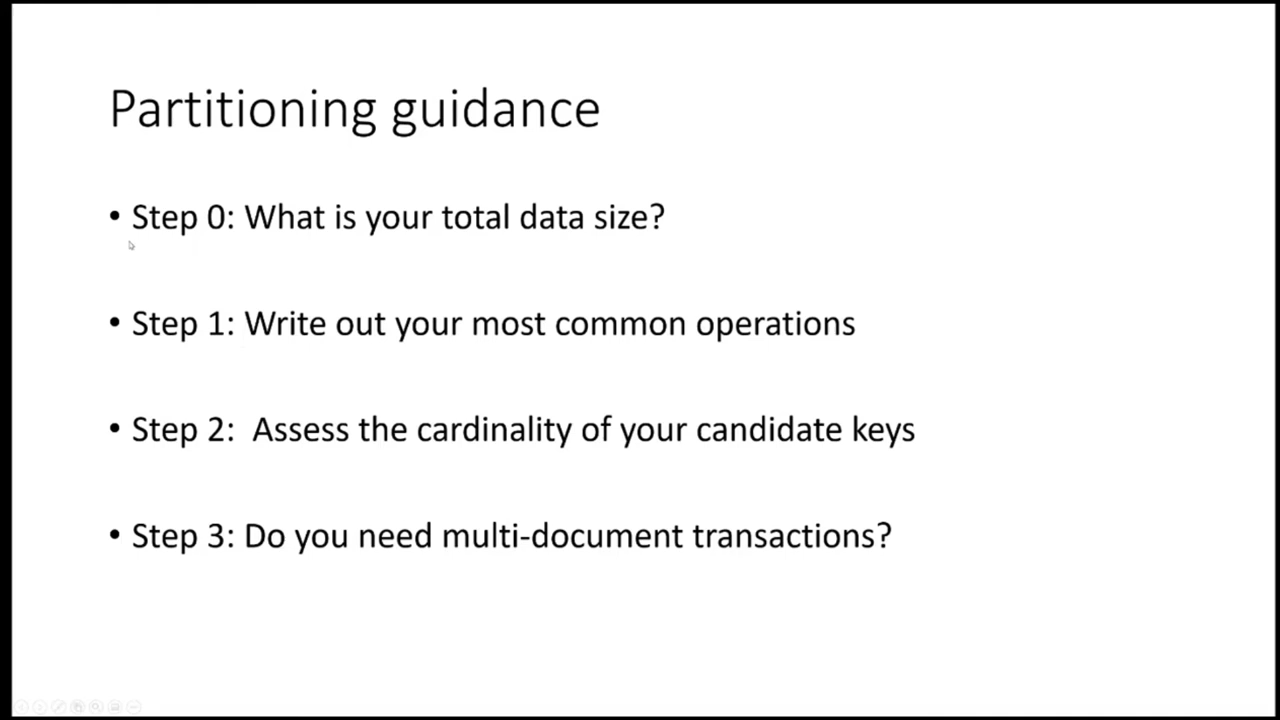 Partitioning guidance
• Step 0: What is your total data size?
• Step 1: Write out your most common operations
• Step 2:  Assess the cardinality of your candidate keys
• Step 3: Do you need multi-document transactions?